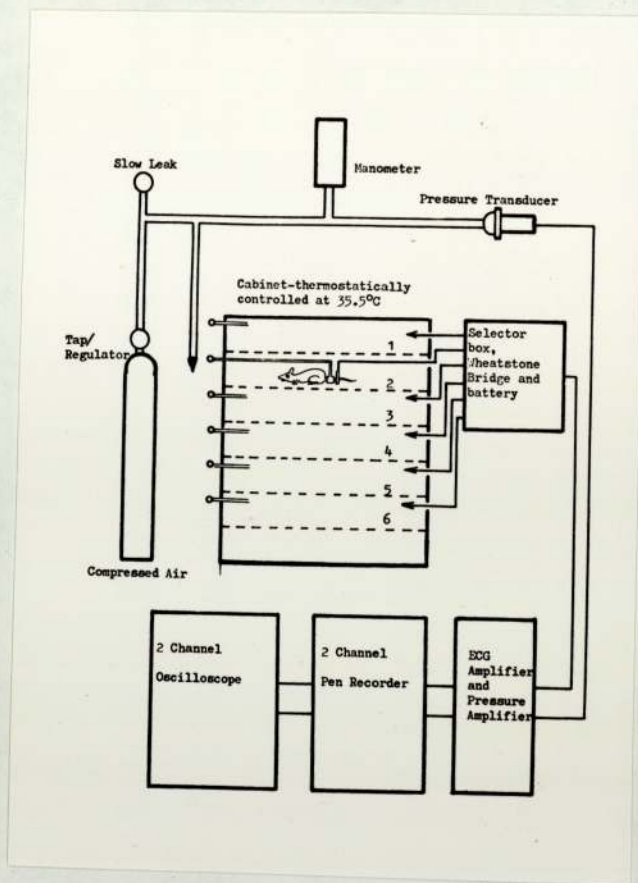 Slow Leak
Manometer
Pressure Transducer
Cabinet-thermostatically
controlled at 35.5°C
Tap/
Regulator
1
2
3
4
5
6
Selector
box,
Wheatstone
Bridge and
battery
Compressed Air
2 Channel
Oscilloscope
2 Channel
Pen Recorder
ECG
Amplifier
and
Pressure
Amplifier